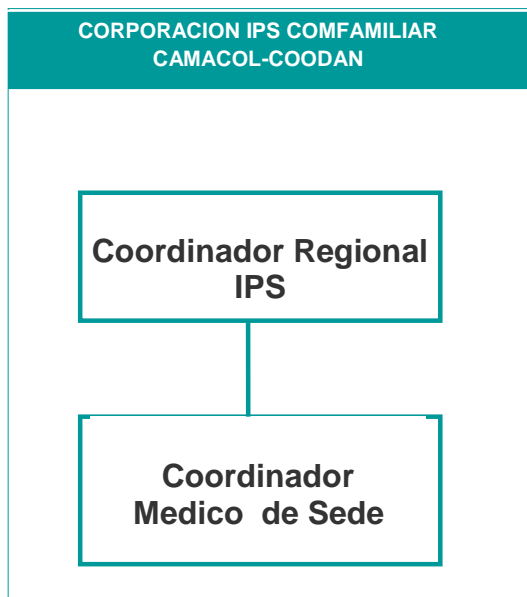 CORPORACION IPS COMFAMILIAR
CAMACOL-COODAN
Coordinador Regional
IPS
Coordinador
Medico de Sede